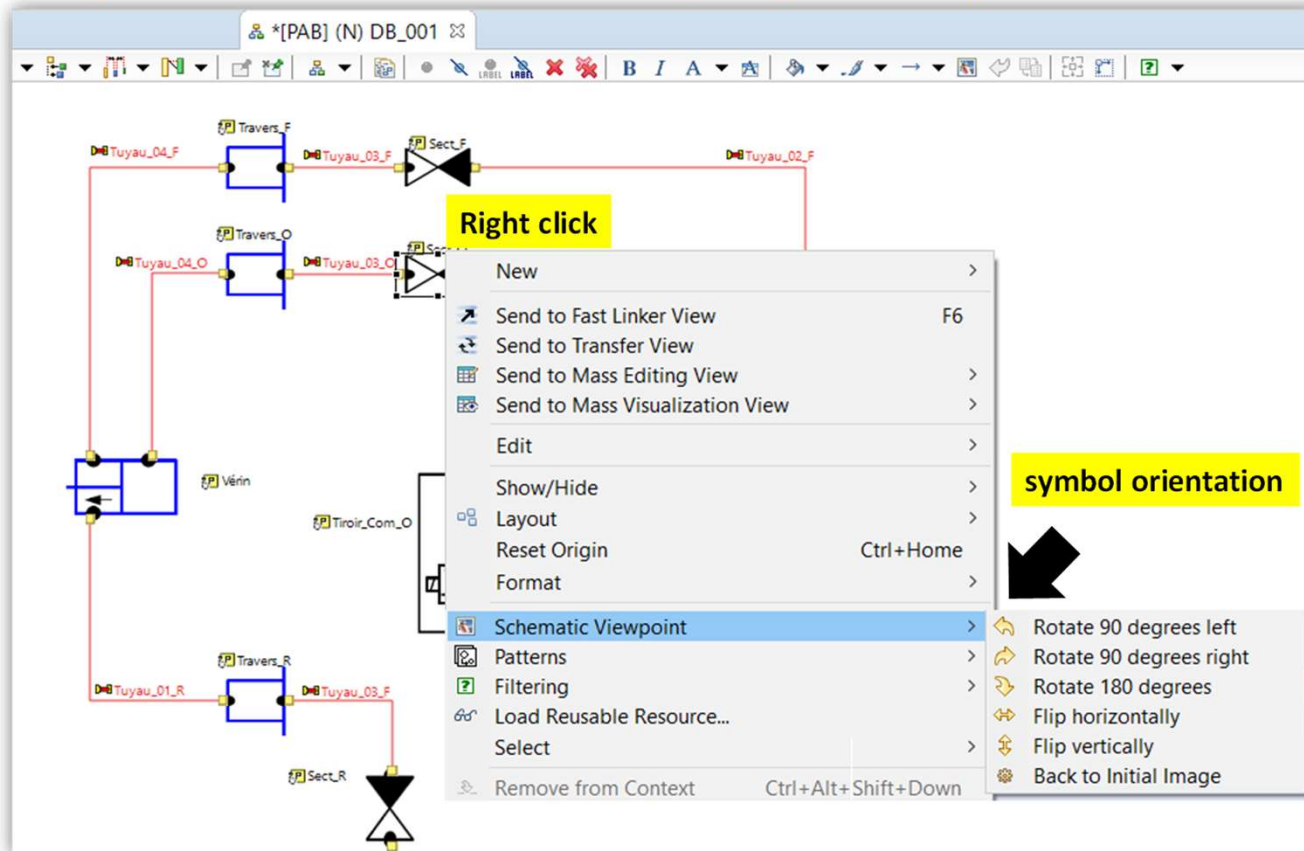 *[PAB] (N) DB_001
LABEL LABEL B I A
Travers_F
Tuyau_04_F
Tuyau_03_F
Sect_F
Tuyau_02_F
Right click
Travers_O
Tuyau_04_O
Tuyau_03_O
New
Send to Fast Linker View F6
Send to Transfer View
Send to Mass Editing View
Send to Mass Visualization View
Edit
symbol orientation
Vérin
Show/Hide
Tiroir_Com_O
Layout
Reset Origin Ctrl+Home
Format
Schematic Viewpoint
Rotate 90 degrees left
Patterns
Rotate 90 degrees right
Travers_R
Filtering
Rotate 180 degrees
Tuyau_01_R
Tuyau_03_F
Load Reusable Resource...
Flip horizontally
Select
Flip vertically
Sect_R
Remove from Context Ctrl+Alt+Shift+Down
Back to Initial Image